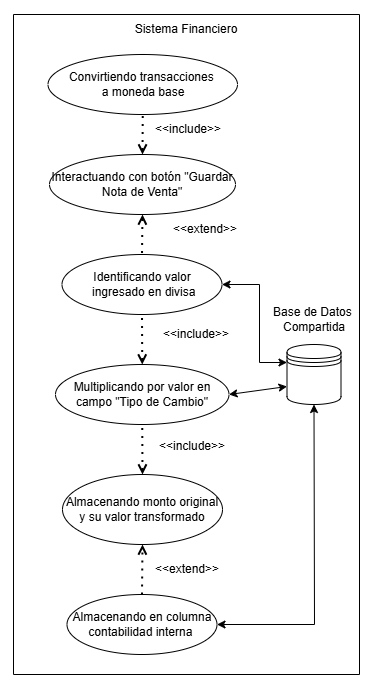 Sistema Financiero
Convirtiendo transacciones
a moneda base
<<include>>
Interactuando con botón "Guardar
Nota de Venta"
<<extend>>
Identificando valor
ingresado en divisa
Base de Datos
Compartida
<<include>>
Multiplicando por valor en
campo "Tipo de Cambio"
<<include>>
Almacenando monto original
y su valor transformado
<<extend>>
Almacenando en columna
contabilidad interna